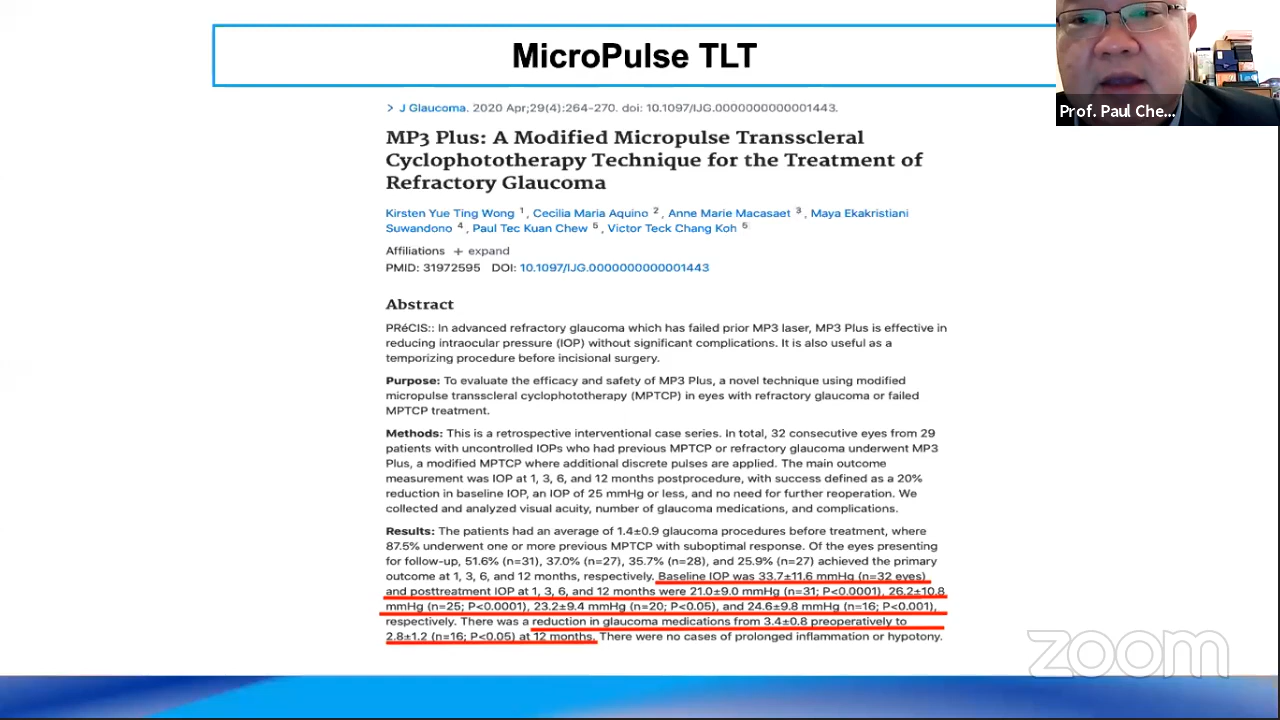 MicroPulse TLT
Prof. Paul Che...
> J Glaucoma. 2020 Apr;29(4):264-270. doi: 10.1097/IJG.0000000000001443.
MP3 Plus: A Modified Micropulse Transscleral
Cyclophototherapy Technique for the Treatment of
Refractory Glaucoma
Kirsten Yue Ting Wong 1, Cecilia Maria Aquino 2, Anne Marie Macasaet 3, Maya Ekakristiani
Suwandono 4, Paul Tec Kuan Chew 5, Victor Teck Chang Koh 5
Affiliations + expand
PMID: 31972595 DOI: 10.1097/IJG.0000000000001443
Abstract
PRéCIS:: In advanced refractory glaucoma which has failed prior MP3 laser, MP3 Plus is effective in
reducing intraocular pressure (IOP) without significant complications. It is also useful as a
temporizing procedure before incisional surgery.
Purpose: To evaluate the efficacy and safety of MP3 Plus, a novel technique using modified
micropulse transscleral cyclophototherapy (MPTCP) in eyes with refractory glaucoma or failed
MPTCP treatment.
Methods: This is a retrospective interventional case series. In total, 32 consecutive eyes from 29
patients with uncontrolled IOPs who had previous MPTCP or refractory glaucoma underwent MP3
Plus, a modified MPTCP where additional discrete pulses are applied. The main outcome
measurement was IOP at 1, 3, 6, and 12 months postprocedure, with success defined as a 20%
reduction in baseline IOP, an IOP of 25 mmHg or less, and no need for further reoperation. We
collected and analyzed visual acuity, number of glaucoma medications, and complications.
Results: The patients had an average of 1.4±0.9 glaucoma procedures before treatment, where
87.5% underwent one or more previous MPTCP with suboptimal response. Of the eyes presenting
for follow-up, 51.6% (n=31), 37.0% (n=27), 35.7% (n=28), and 25.9% (n=27) achieved the primary
outcome at 1, 3, 6, and 12 months, respectively. Baseline IOP was 33.7±11.6 mmHg (n=32 eyes)
and posttreatment IOP at 1, 3, 6, and 12 months were 21.0±9.0 mmHg (n=31; P<0.0001), 26.2±10.8
mmHg (n=25; P<0.0001), 23.2±9.4 mmHg (n=20; P<0.05), and 24.6±9.8 mmHg (n=16; P<0.001),
respectively. There was a reduction in glaucoma medications from 3.4±0.8 preoperatively to
2.8±1.2 (n=16; P<0.05) at 12 months. There were no cases of prolonged inflammation or hypotony.
zoom